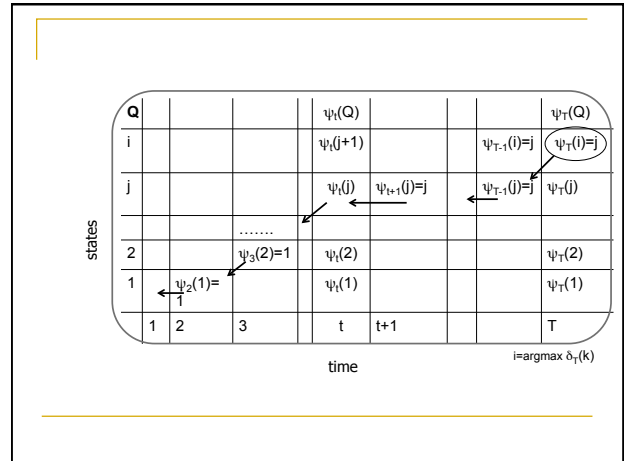 Q ψt(Q) ψT(Q)
i ψt(j+1) ψT-1(i)=j ψT(i)=j
j ψt(j) ψt+1(j)=j ψT-1(j)=j ψT(j)
.......
2 ψ3(2)=1 ψt(2) ψT(2)
1 ψ2(1)= ψt(1) ψT(1)
1
1 2 3 t t+1 T
states
time
i=argmax δT(k)